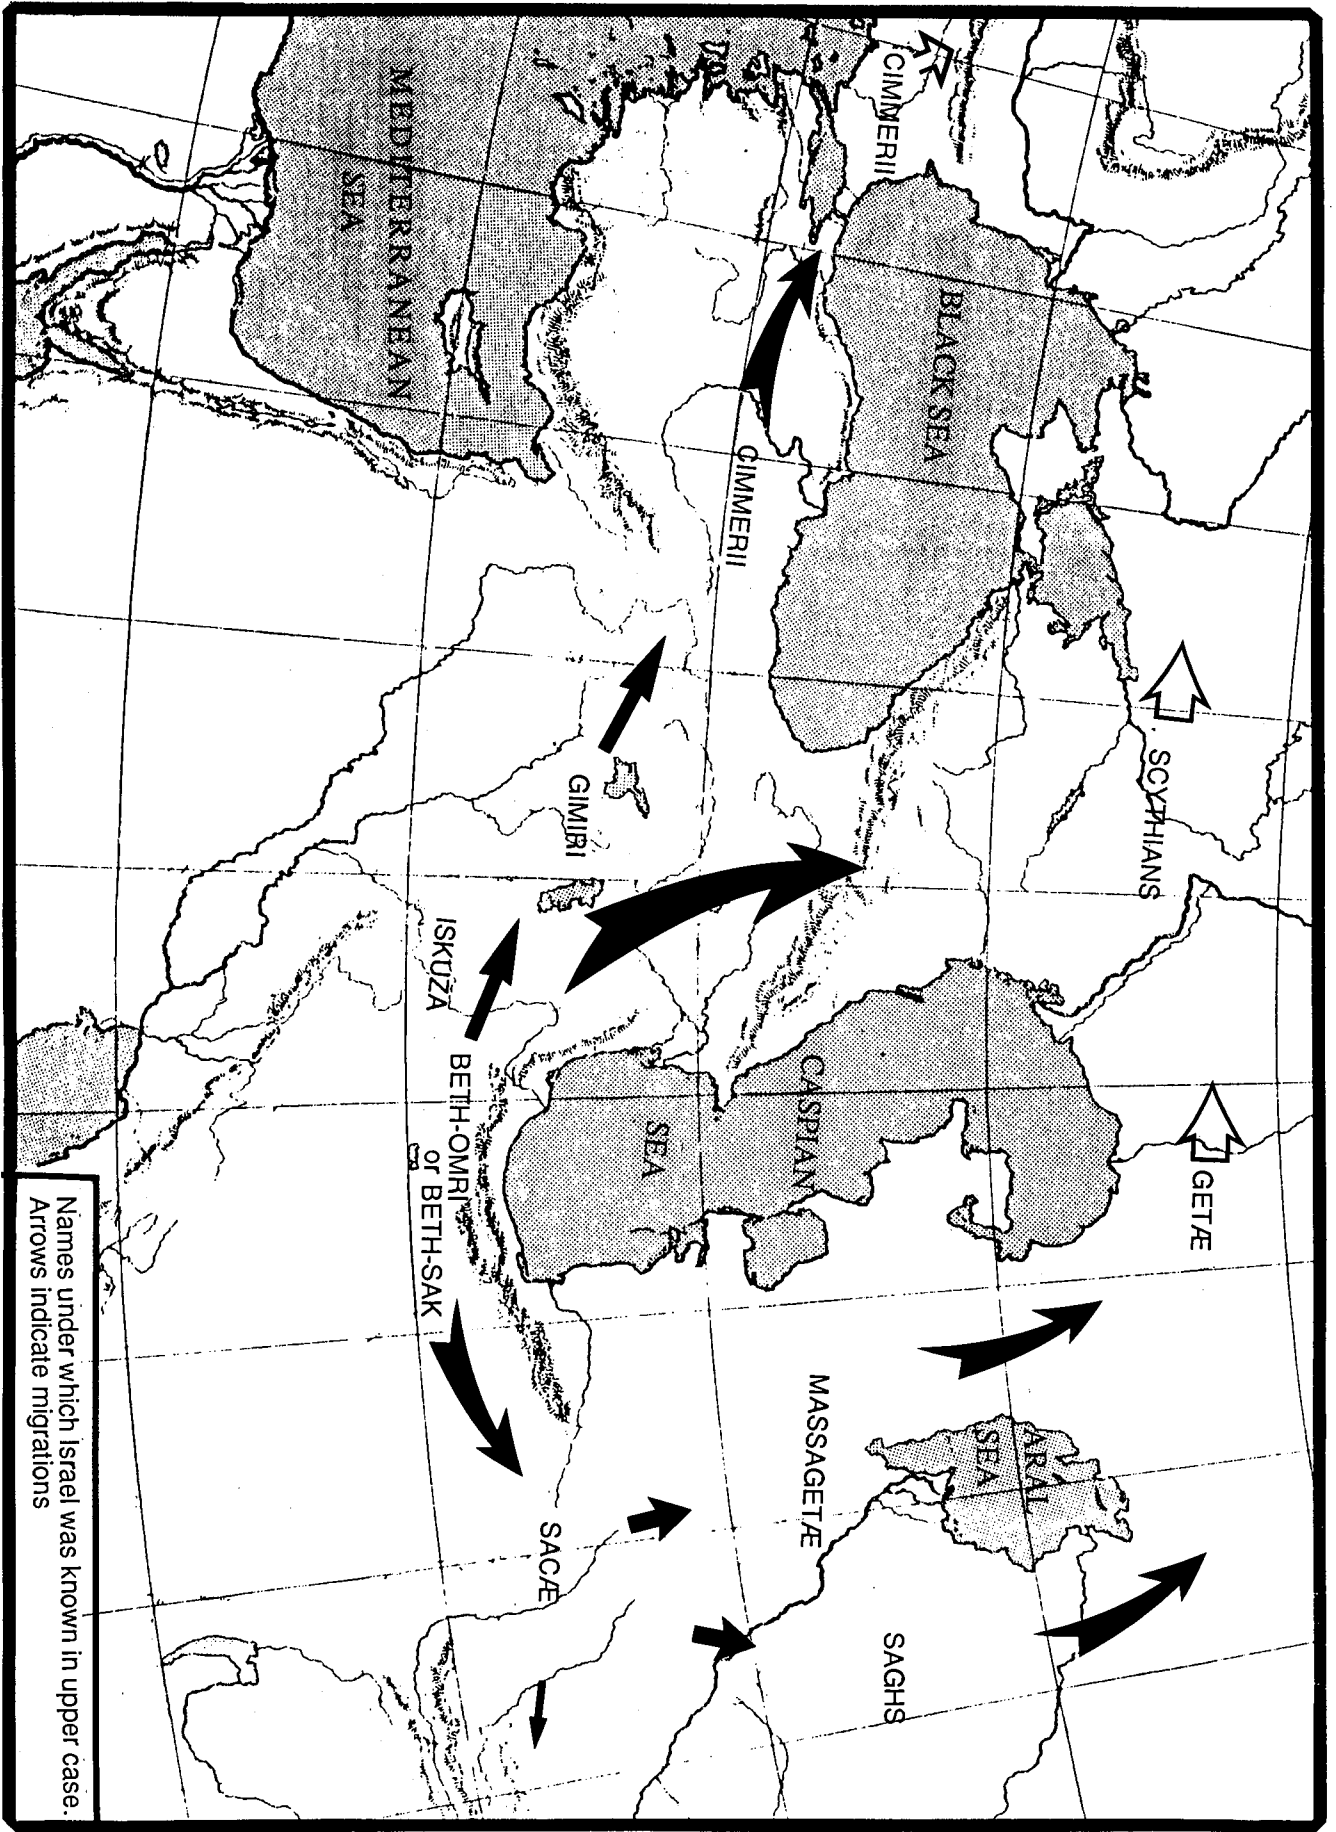 CIMMERII
SCYTHIANS
GETÆ
BLACK SEA
ARAL
SEA
CASPIAN
SEA
SAGHS
MASSAGETÆ
CIMMERII
MEDITERRANEAN
SEA
GIMIRI
SACÆ
ISKUZA
BETH-OMRI
or BETH-SAK
Names under which Israel was known in upper case.
Arrows indicate migrations